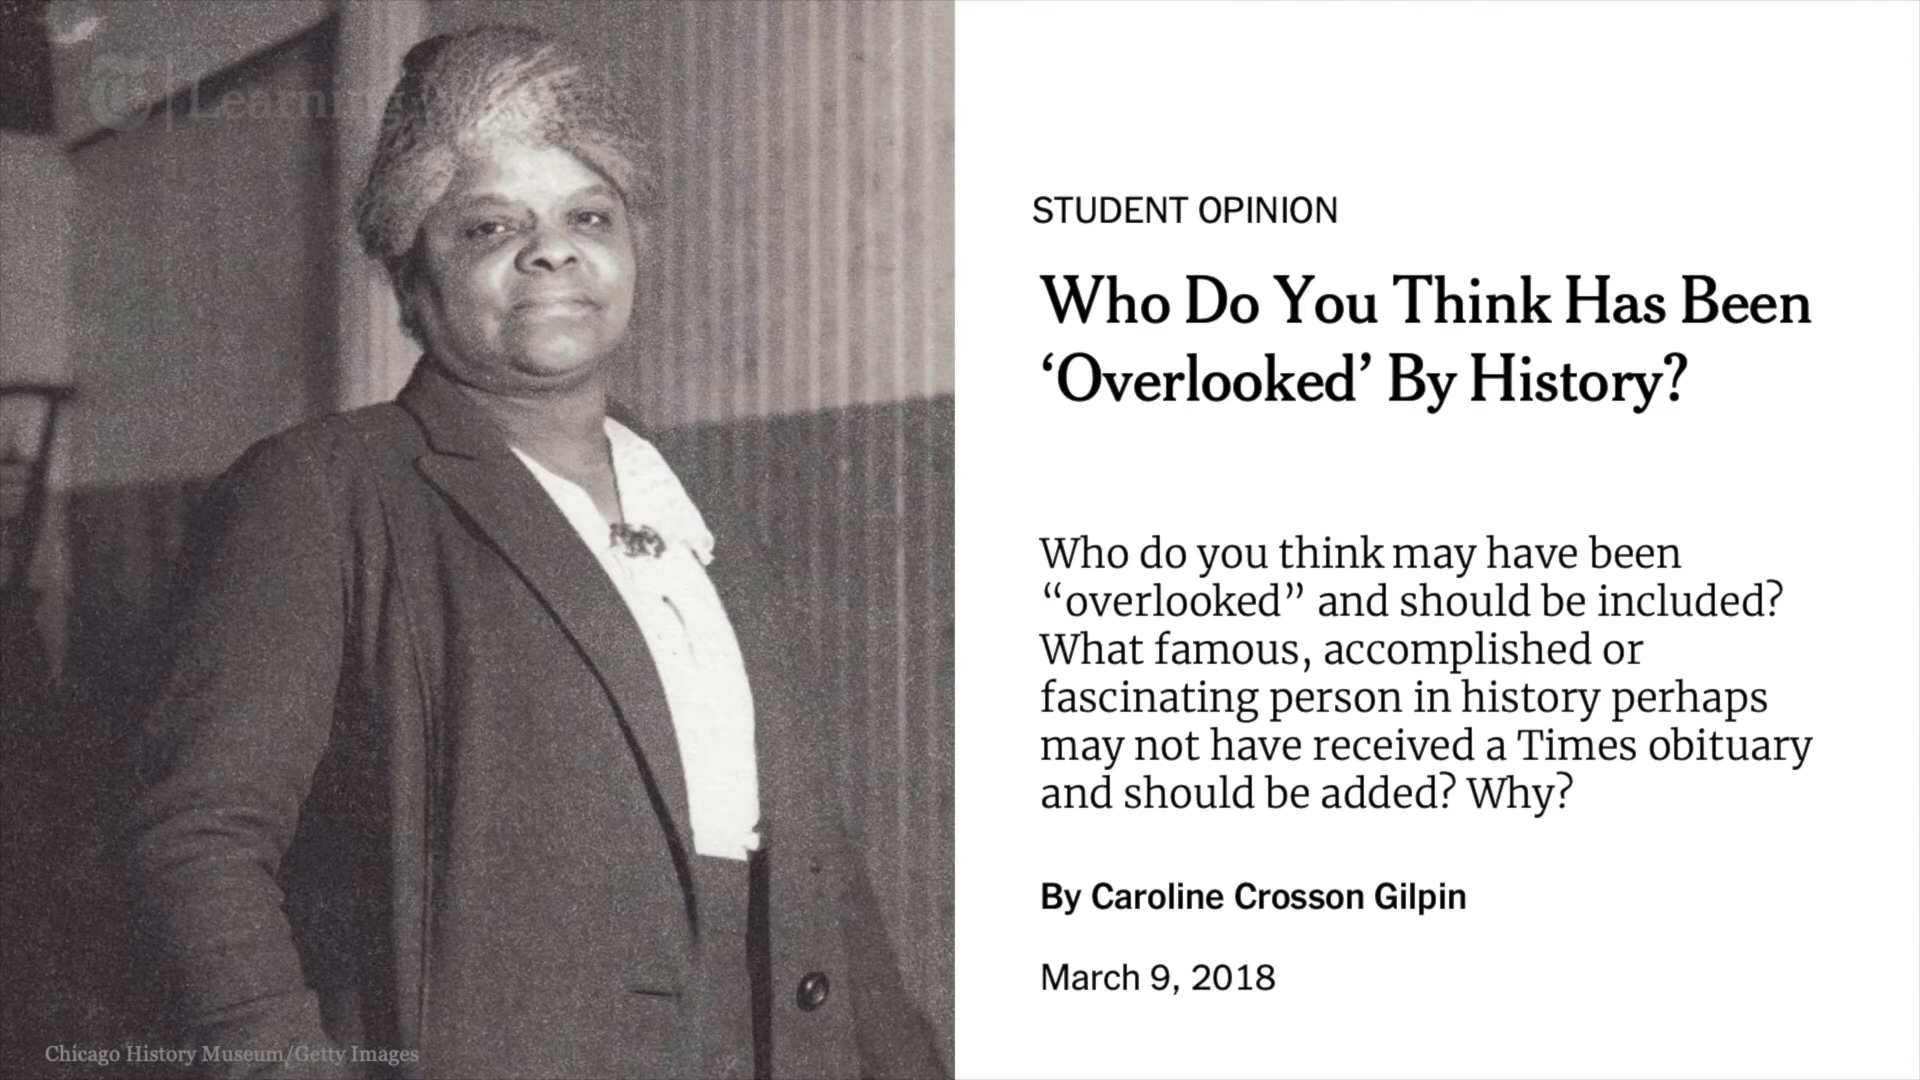 Learning
STUDENT OPINION
Who Do You Think Has Been
‘Overlooked’ By History?
Who do you think may have been
“overlooked” and should be included?
What famous, accomplished or
fascinating person in history perhaps
may not have received a Times obituary
and should be added? Why?
By Caroline Crosson Gilpin
March 9, 2018
Chicago History Museum/Getty Images